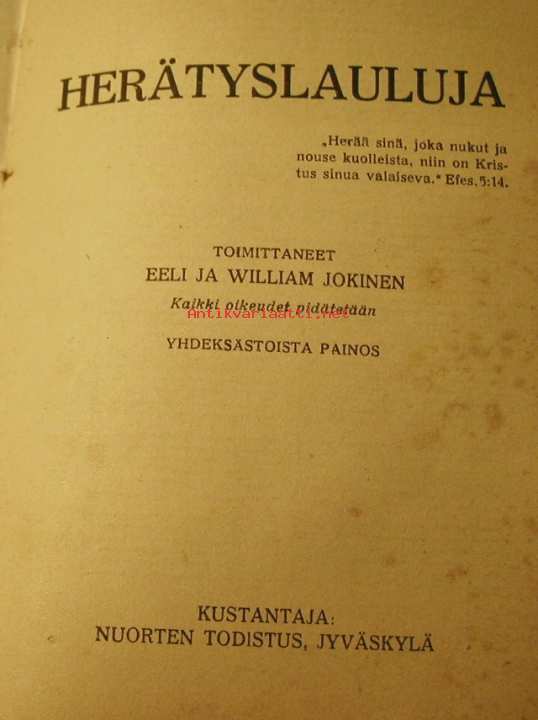 HERÄTYSLAULUJA
„Herää sinä, joka nukut ja
nouse kuolleista, niin on Kris-
tus sinua valaiseva.“ Efes. 5:14.
TOIMITTANEET
EELI JA WILLIAM JOKINEN
Kaikki oikeudet pidätetään
Antikvariaatti.net
YHDEKSÄSTOISTA PAINOS
KUSTANTAJA:
NUORTEN TODISTUS, JYVÄSKYLÄ